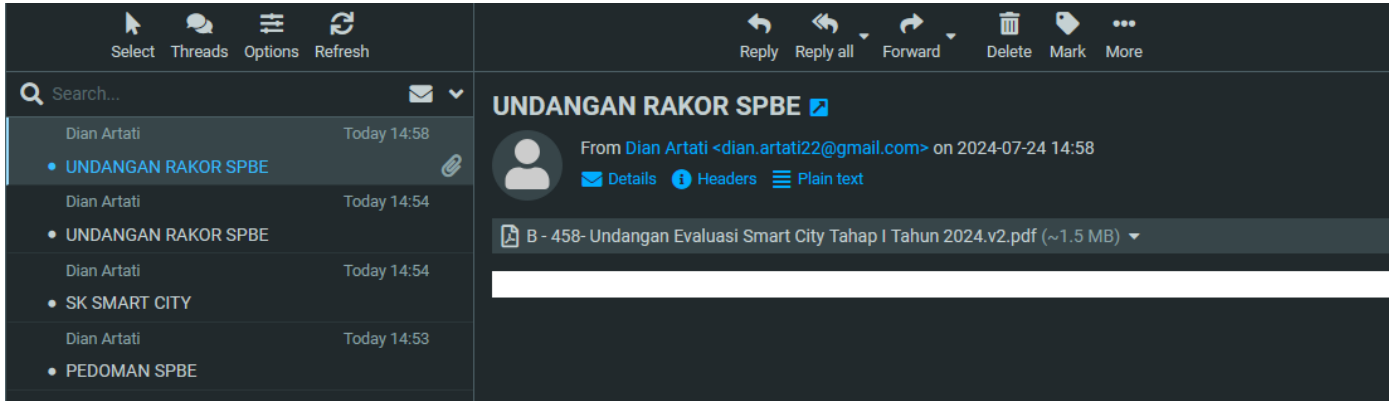 Select Threads Options Refresh
Reply Reply all Forward Delete Mark More
Search...
Dian Artati Today 14:58
• UNDANGAN RAKOR SPBE
Dian Artati Today 14:54
• UNDANGAN RAKOR SPBE
Dian Artati Today 14:54
• SK SMART CITY
Dian Artati Today 14:53
• PEDOMAN SPBE
UNDANGAN RAKOR SPBE
From Dian Artati <dian.artati22@gmail.com> on 2024-07-24 14:58
Details Headers Plain text
B - 458- Undangan Evaluasi Smart City Tahap I Tahun 2024.v2.pdf (~1.5 MB)